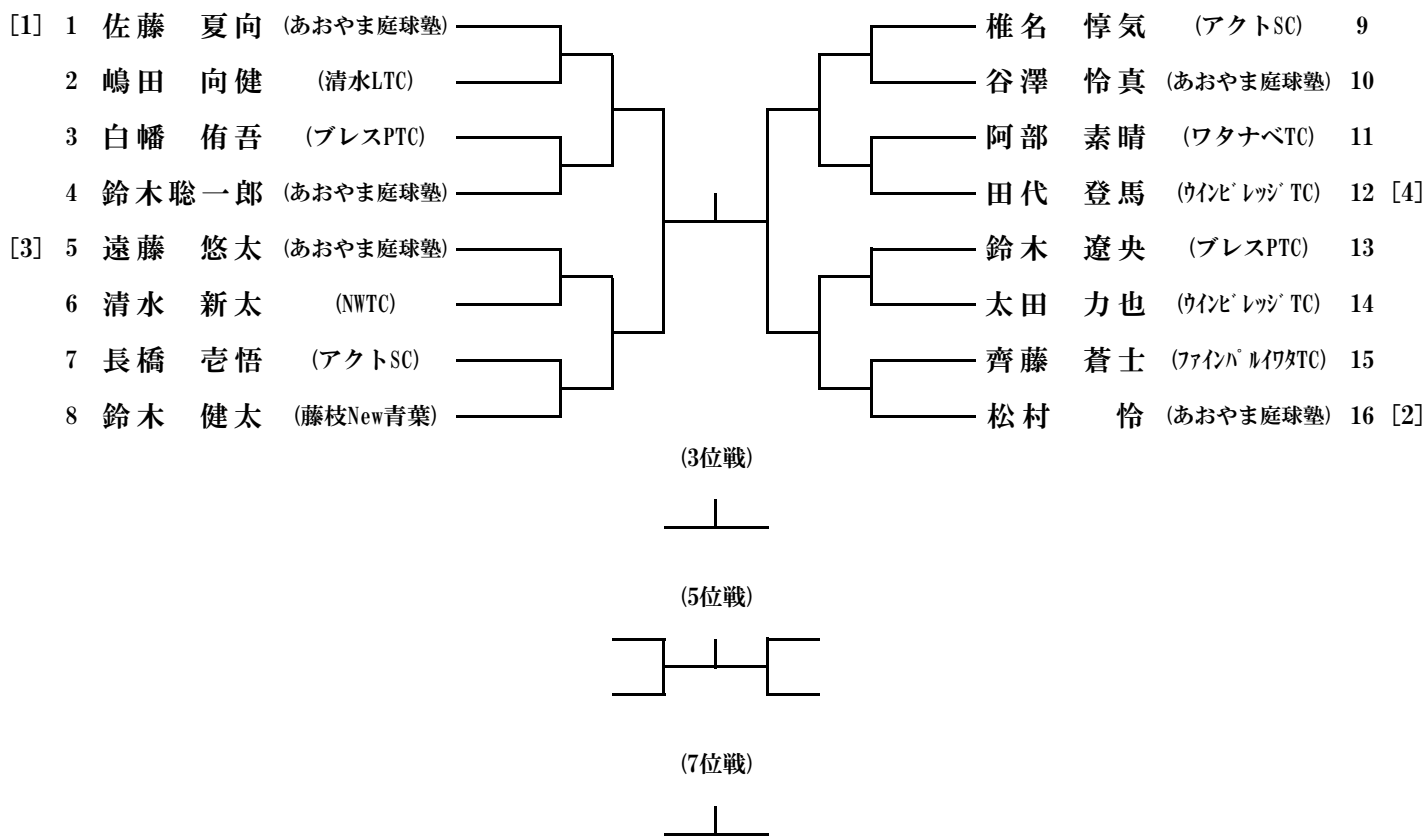 [1] 1 佐藤 夏向 (あおやま庭球塾)
2 嶋田 向健 (清水LTC)
3 白幡 侑吾 (ブレスPTC)
4 鈴木聡一郎 (あおやま庭球塾)
[3] 5 遠藤 悠太 (あおやま庭球塾)
6 清水 新太 (NWTC)
7 長橋 壱悟 (アクトSC)
8 鈴木 健太 (藤枝New青葉)
椎名 惇気 (アクトSC) 9
谷澤 怜真 (あおやま庭球塾) 10
阿部 素晴 (ワタナベTC) 11
田代 登馬 (ウインビレッジTC) 12 [4]
鈴木 遼央 (ブレスPTC) 13
太田 力也 (ウインビレッジTC) 14
齊藤 蒼士 (ファインパルイワタTC) 15
松村 怜 (あおやま庭球塾) 16 [2]
(3位戦)
(5位戦)
(7位戦)